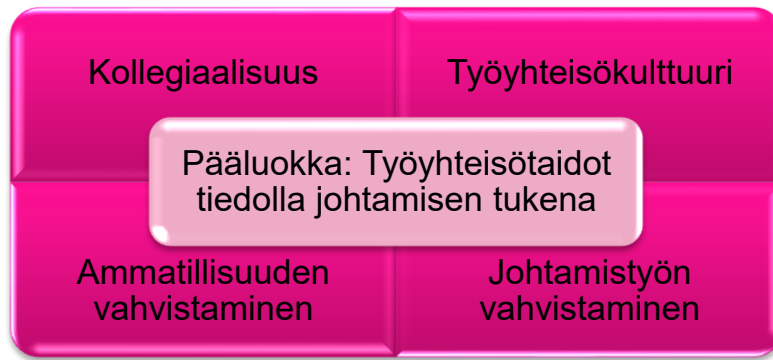 Kollegiaalisuus
Työyhteisökulttuuri
Pääluokka: Työyhteisötaidot
tiedolla johtamisen tukena
Ammatillisuuden
vahvistaminen
Johtamistyön
vahvistaminen